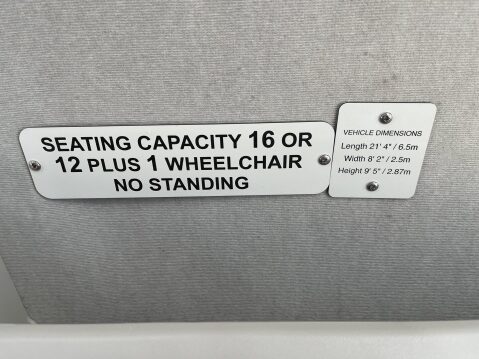 SEATING CAPACITY 16 OR
12 PLUS 1 WHEELCHAIR
NO STANDING
VEHICLE DIMENSIONS
Length 21' 4" / 6.5m
Width 8' 2" / 2.5m
Height 9' 5" / 2.87m